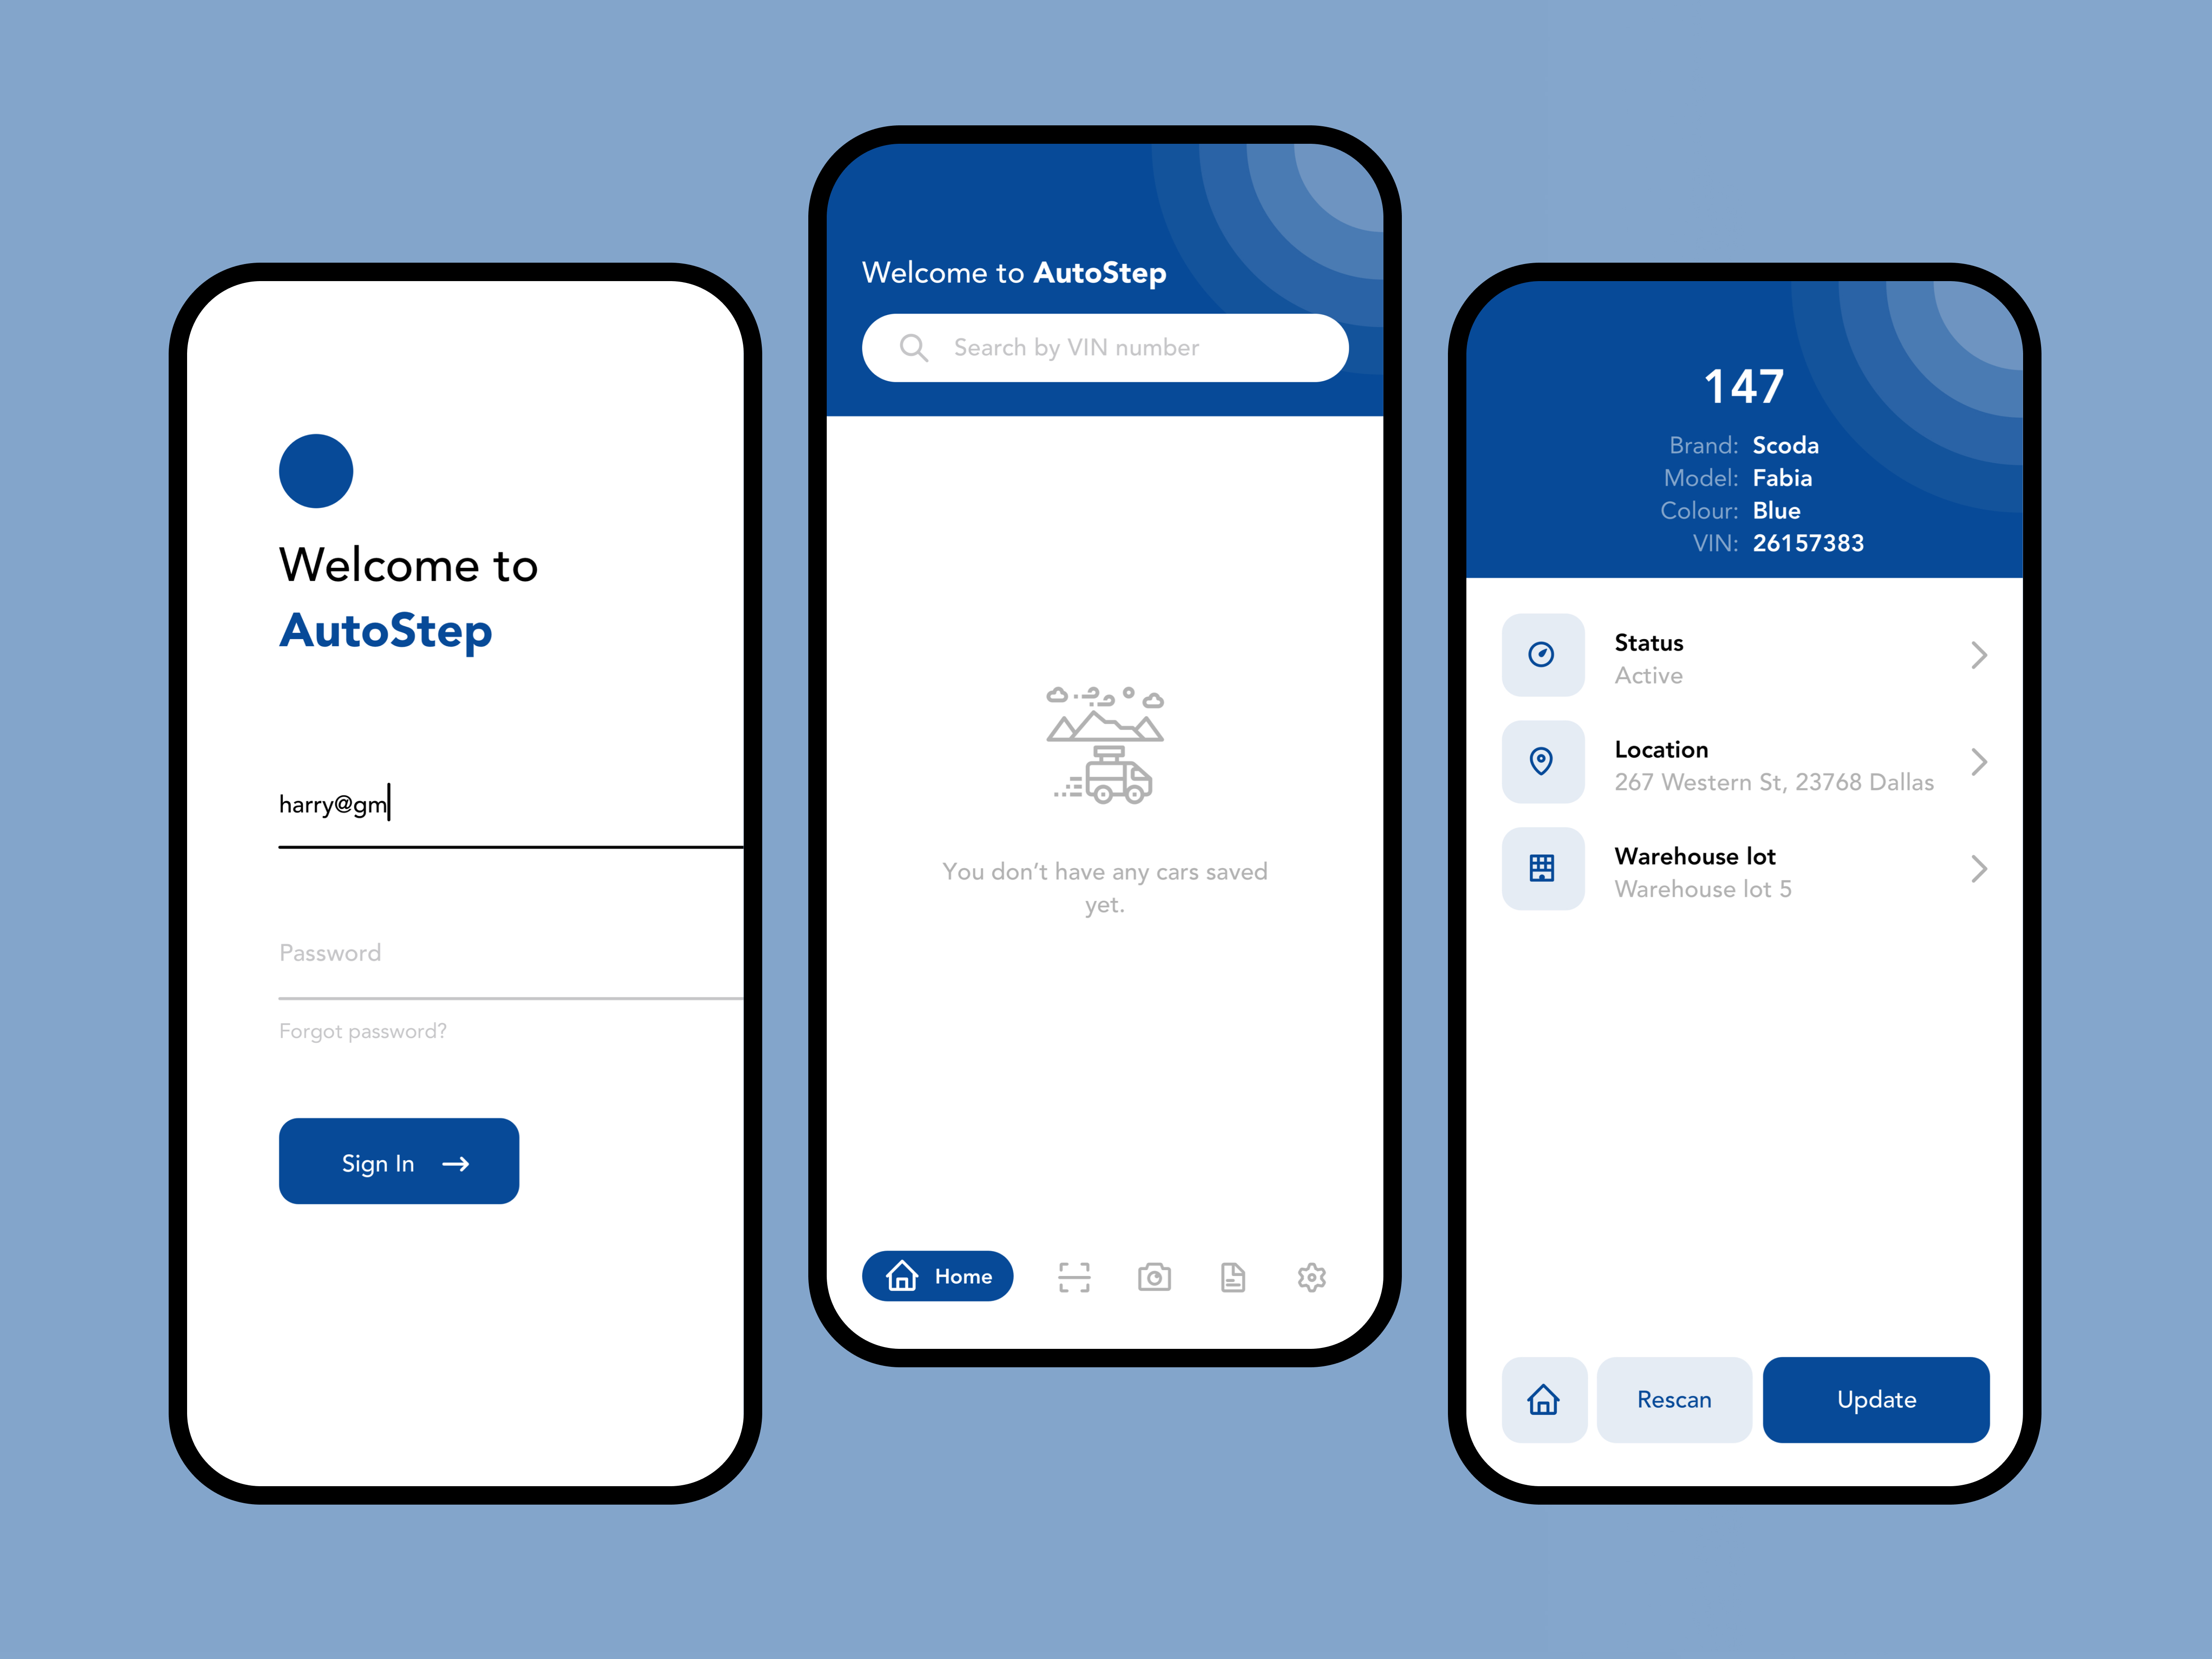 Welcome to
AutoStep
harry@gm
Password
Forgot password?
Sign In
Welcome to AutoStep
Search by VIN number
You don’t have any cars saved
yet.
Home
147
Brand: Scoda
Model: Fabia
Colour: Blue
VIN: 26157383
Status
Active
Location
267 Western St, 23768 Dallas
Warehouse lot
Warehouse lot 5
Rescan
Update